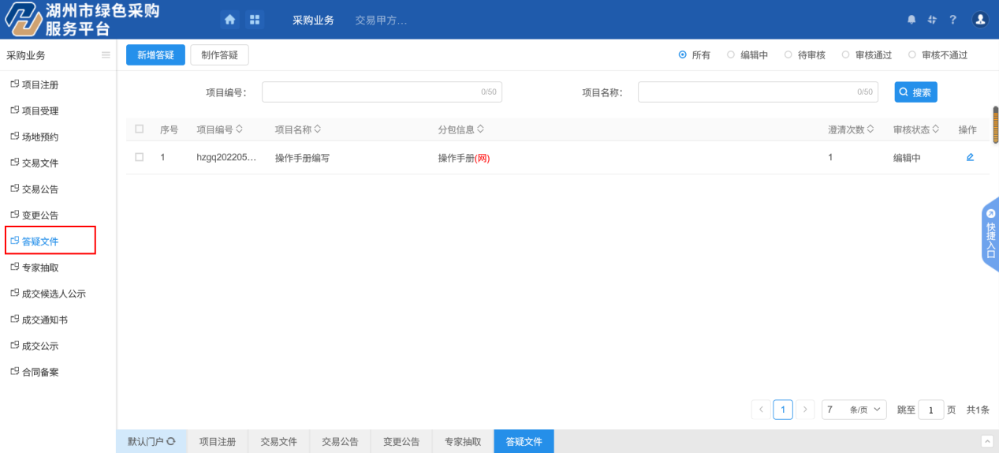 湖州市绿色采购
服务平台
采购业务 交易甲方...
?
采购业务
项目注册
项目受理
场地预约
交易文件
交易公告
变更公告
答疑文件
专家抽取
成交候选人公示
成交通知书
成交公示
合同备案
新增答疑 制作答疑 所有 编辑中 待审核 审核通过 审核不通过
项目编号: 0/50 项目名称: 0/50 搜索
序号 项目编号 项目名称 分包信息 澄清次数 审核状态 操作
1 hzgq202205... 操作手册编写 操作手册(网) 1 编辑中
快捷入口
1 7 条/页 跳至 1 页 共1条
默认门户 项目注册 交易文件 交易公告 变更公告 专家抽取 答疑文件